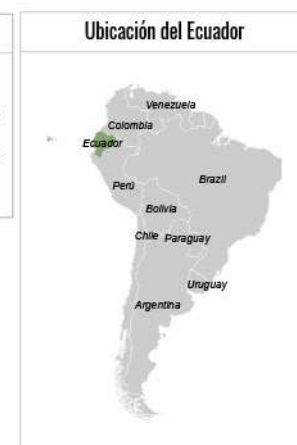 Ubicación del Ecuador
Venezuela
Colombia
Ecuador
Perú
Brazil
Bolivia
Chile Paraguay
Uruguay
Argentina